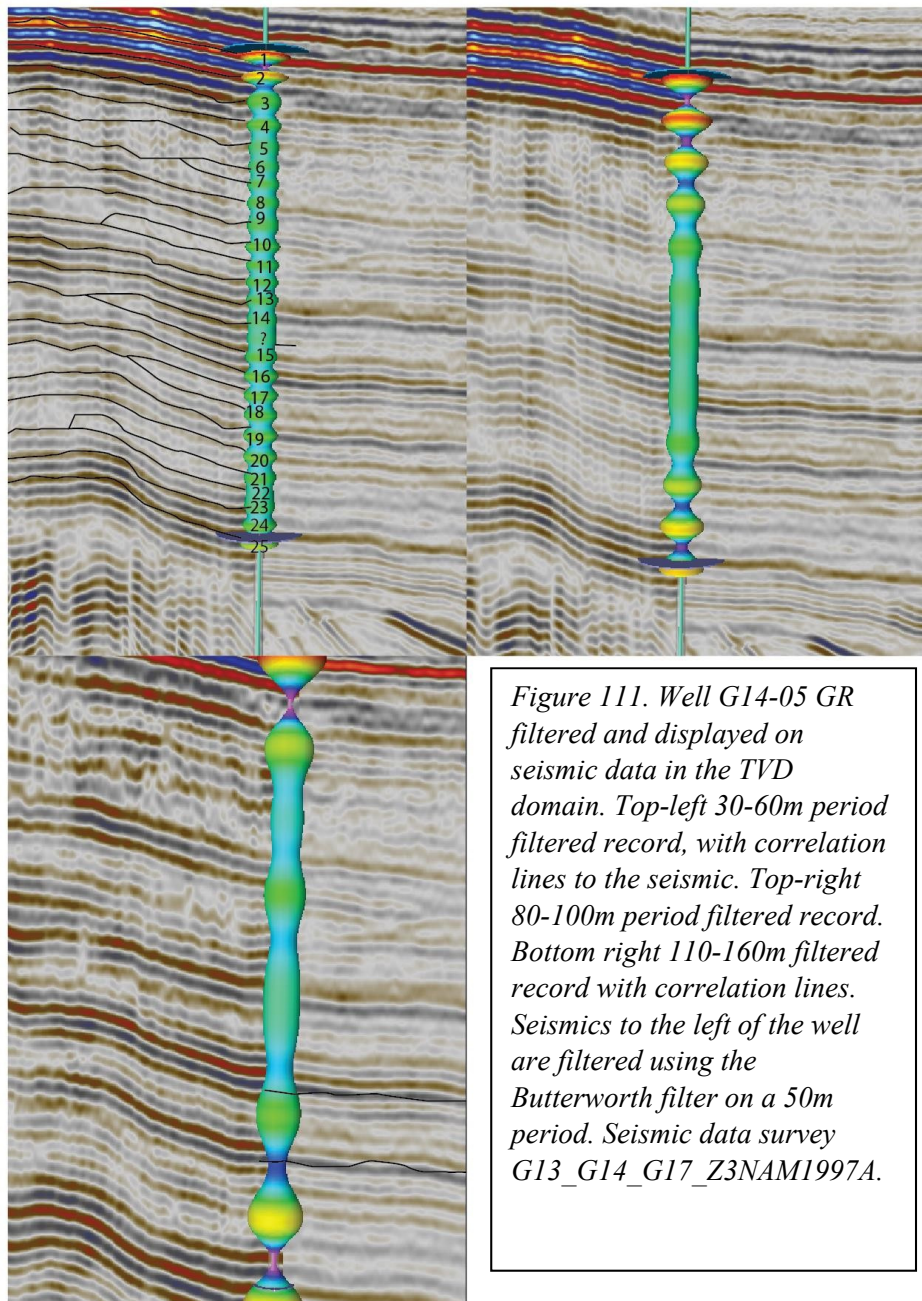 1
2
3
4
5
6
7
8
9
10
11
12
13
14
?
15
16
17
18
19
20
21
22
23
24
25
Figure 111. Well G14-05 GR
filtered and displayed on
seismic data in the TVD
domain. Top-left 30-60m period
filtered record, with correlation
lines to the seismic. Top-right
80-100m period filtered record.
Bottom right 110-160m filtered
record with correlation lines.
Seismics to the left of the well
are filtered using the
Butterworth filter on a 50m
period. Seismic data survey
G13_G14_G17_Z3NAM1997A.